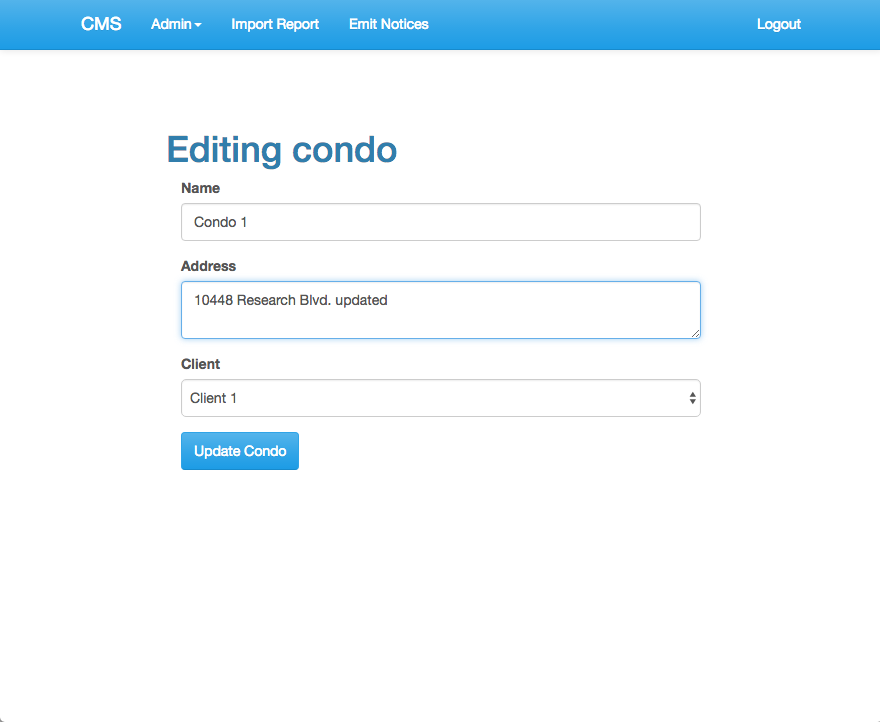 CMS Admin Import Report Emit Notices Logout
Editing condo
Name
Condo 1
Address
10448 Research Blvd. updated
Client
Client 1
Update Condo